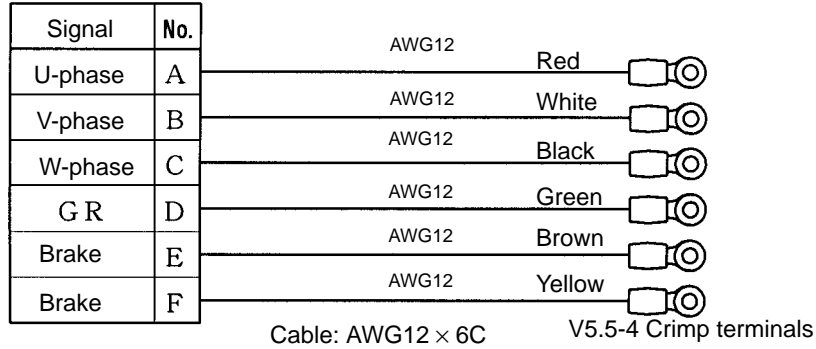 Signal No.
AWG12
U-phase A Red
AWG12 White
V-phase B
AWG12
W-phase C Black
AWG12 Green
GR D
AWG12 Brown
Brake E
AWG12 Yellow
Brake F
Cable: AWG12 × 6C V5.5-4 Crimp terminals